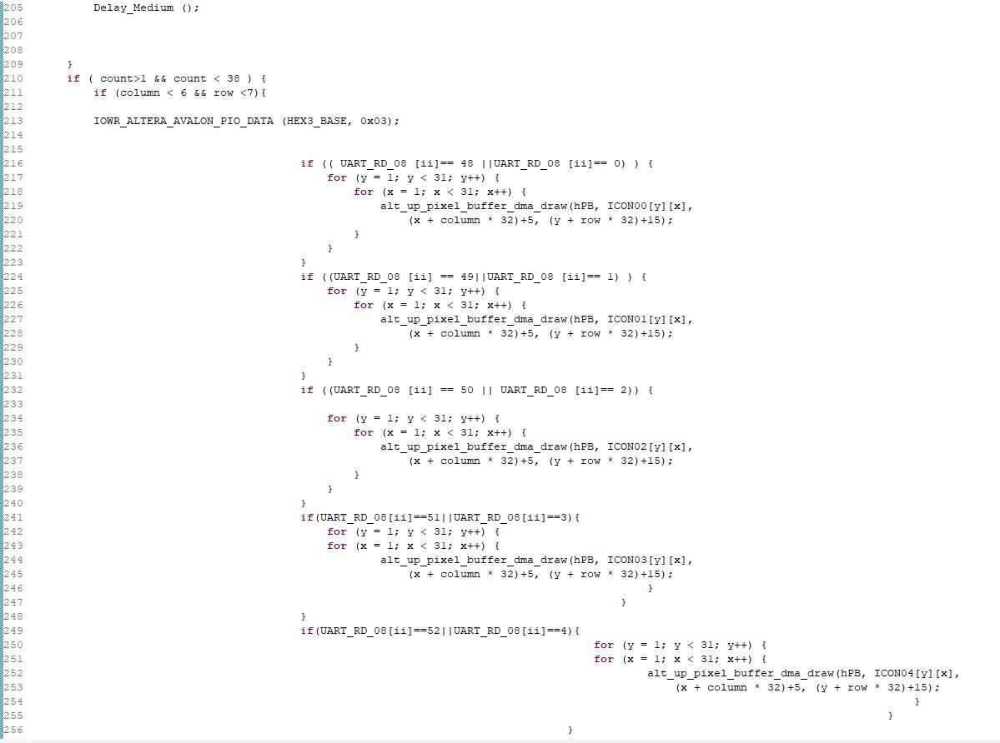 205 Delay_Medium ();
206
207
208
209 }
210 if ( count>1 && count < 38 ) {
211 if (column < 6 && row <7){
212
213 IOWR_ALTERA_AVALON_PIO_DATA (HEX3_BASE, 0x03);
214
215
216 if (( UART_RD_08 [ii]== 48 ||UART_RD_08 [ii]== 0) ) {
217 for (y = 1; y < 31; y++) {
218 for (x = 1; x < 31; x++) {
219 alt_up_pixel_buffer_dma_draw(hPB, ICON00[y][x],
220 (x + column * 32)+5, (y + row * 32)+15);
221 }
222 }
223 }
224 if ((UART_RD_08 [ii] == 49||UART_RD_08 [ii]== 1) ) {
225 for (y = 1; y < 31; y++) {
226 for (x = 1; x < 31; x++) {
227 alt_up_pixel_buffer_dma_draw(hPB, ICON01[y][x],
228 (x + column * 32)+5, (y + row * 32)+15);
229 }
230 }
231 }
232 if ((UART_RD_08 [ii] == 50 || UART_RD_08 [ii]== 2)) {
233
234 for (y = 1; y < 31; y++) {
235 for (x = 1; x < 31; x++) {
236 alt_up_pixel_buffer_dma_draw(hPB, ICON02[y][x],
237 (x + column * 32)+5, (y + row * 32)+15);
238 }
239 }
240 }
241 if(UART_RD_08[ii]==51||UART_RD_08[ii]==3){
242 for (y = 1; y < 31; y++) {
243 for (x = 1; x < 31; x++) {
244 alt_up_pixel_buffer_dma_draw(hPB, ICON03[y][x],
245 (x + column * 32)+5, (y + row * 32)+15);
246 }
247 }
248 }
249 if(UART_RD_08[ii]==52||UART_RD_08[ii]==4){
250 for (y = 1; y < 31; y++) {
251 for (x = 1; x < 31; x++) {
252 alt_up_pixel_buffer_dma_draw(hPB, ICON04[y][x],
253 (x + column * 32)+5, (y + row * 32)+15);
254 }
255 }
256 }